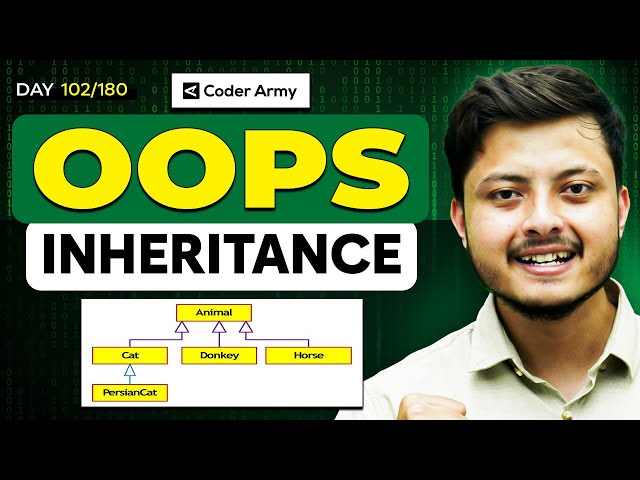 DAY 102/180
Coder Army
OOPS
INHERITANCE
Animal
Cat
Donkey
Horse
PersianCat